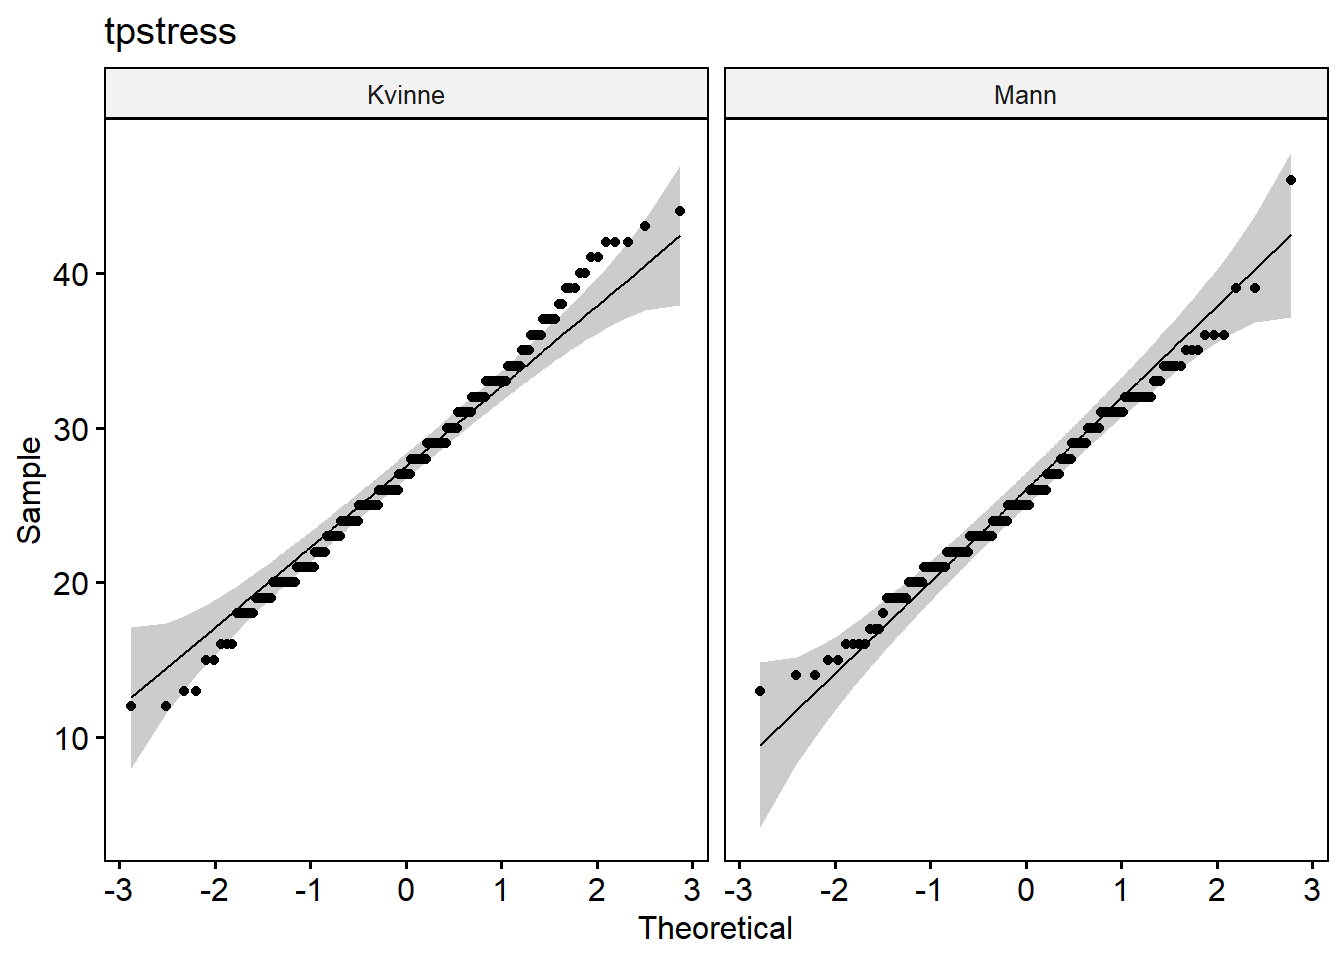 tpstress
Kvinne
Mann
Sample
40
30
20
10
-3 -2 -1 0 1 2 3
-3 -2 -1 0 1 2 3
Theoretical